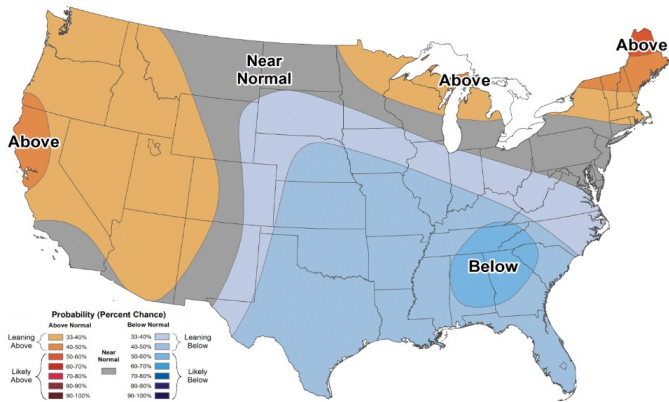 Above
Near
Normal
Above
Above
Below
Probability (Percent Chance)
Above Normal
Below Normal
Leaning
Above
33-40%
40-50%
Likely
Above
50-60%
60-70%
70-80%
80-90%
90-100%
Near
Normal
33-40%
40-50%
Leaning
Below
50-60%
60-70%
70-80%
80-90%
90-100%
Likely
Below